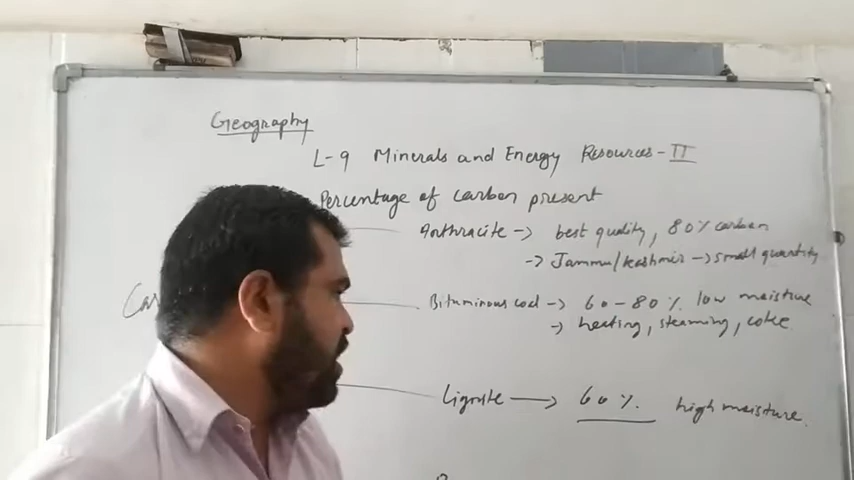 Geography
L-9 Minerals and Energy Resources-II
Percentage of carbon present
Anthracite -> best quality, 80% carbon
-> Jammu/Kashmir -> small quantity
Bituminous coal -> 60-80% low moisture
-> heating, steaming, coke
Lignite -> 60% high moisture.